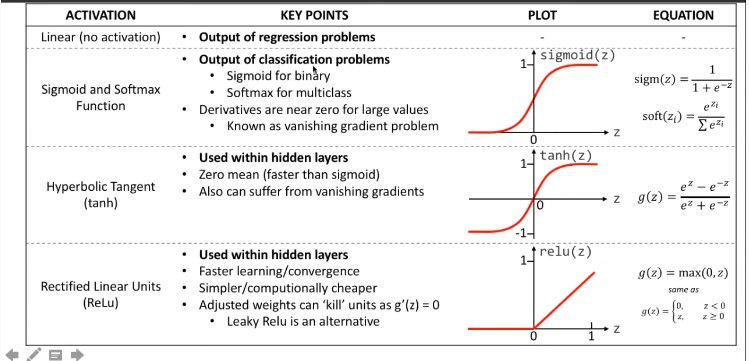 ACTIVATION KEY POINTS PLOT EQUATION
Linear (no activation) • Output of regression problems - -
Sigmoid and Softmax
Function
• Output of classification problems
• Sigmoid for binary
• Softmax for multiclass
• Derivatives are near zero for large values
• Known as vanishing gradient problem
sigmoid(z)
1
0
z
sigm(z) = 1 / (1 + e^{-z})
soft(z_i) = e^{z_i} / ∑ e^{z_i}
Hyperbolic Tangent
(tanh)
• Used within hidden layers
• Zero mean (faster than sigmoid)
• Also can suffer from vanishing gradients
tanh(z)
1
0
z
-1
g(z) = (e^z − e^{-z}) / (e^z + e^{-z})
Rectified Linear Units
(ReLu)
• Used within hidden layers
• Faster learning/convergence
• Simpler/computionally cheaper
• Adjusted weights can ‘kill’ units as g’(z) = 0
• Leaky Relu is an alternative
relu(z)
1
0
1
z
g(z) = max(0, z)
same as
g(z) = {0, z < 0
z, z ≥ 0